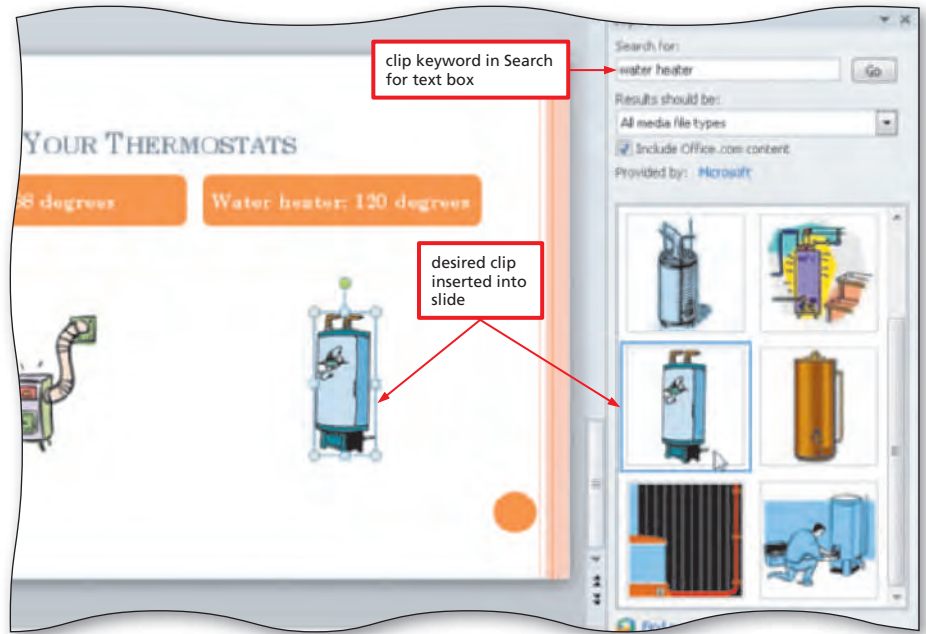 clip keyword in Search
for text box
Search for:
water heater
Go
Results should be:
All media file types
Include Office.com content
Provided by: Microsoft
YOUR THERMOSTATS
68 degrees
Water heater: 120 degrees
desired clip
inserted into
slide